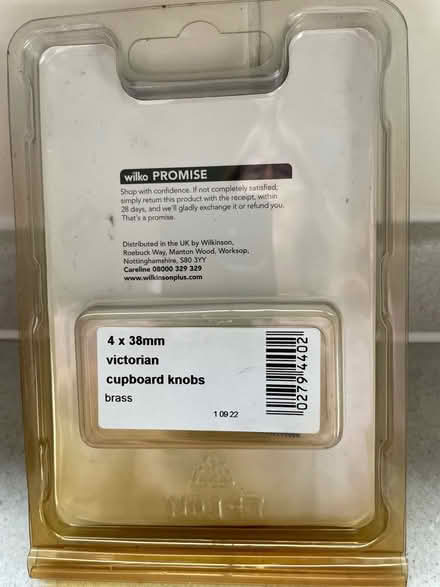 wilko PROMISE
Shop with confidence. If not completely satisfied,
simply return this product with the receipt, within
28 days, and we'll gladly exchange it or refund you.
That's a promise.
Distributed in the UK by Wilkinson,
Roebuck Way, Manton Wood, Worksop,
Nottinghamshire, S80 3YY
Careline 08000 329 329
www.wilkinsonplus.com
4 x 38mm
victorian
cupboard knobs
brass
1 09 22
0279 4402